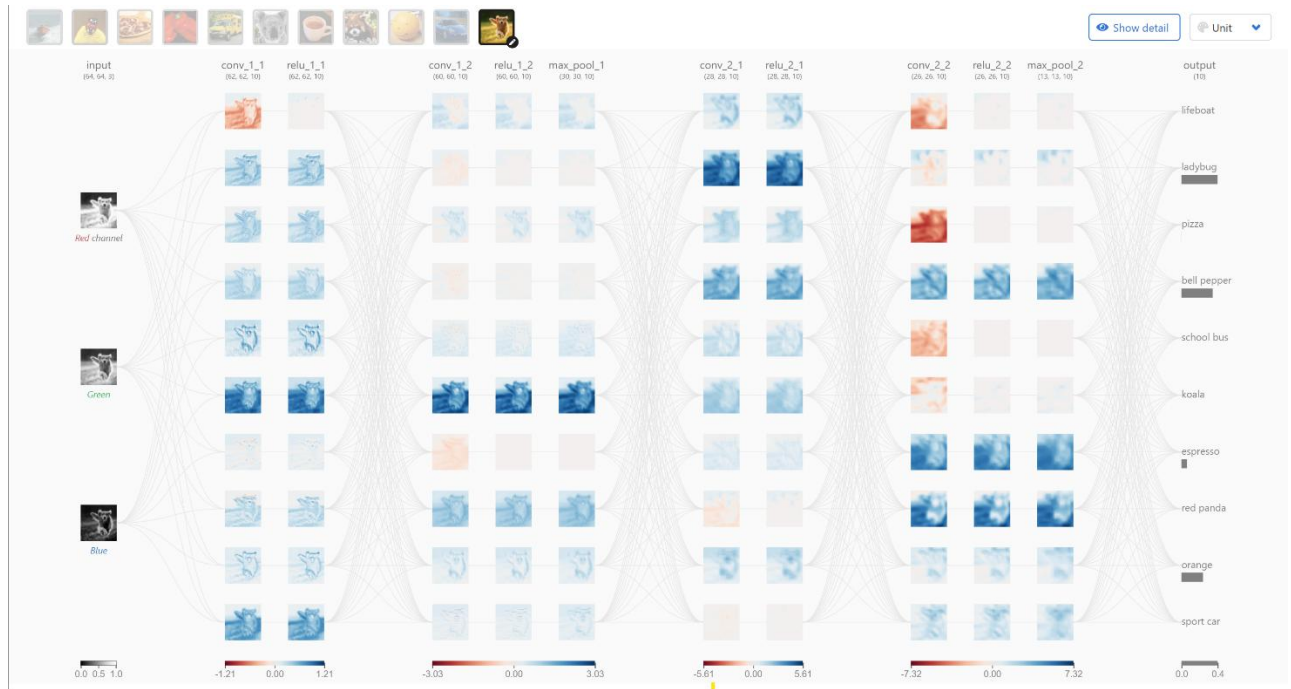 Show detail
Unit
input conv_1_1 relu_1_1 conv_1_2 relu_1_2 max_pool_1 conv_2_1 relu_2_1 conv_2_2 relu_2_2 max_pool_2 output
(64, 64, 3) (62, 62, 10) (62, 62, 10) (60, 60, 10) (60, 60, 10) (30, 30, 10) (28, 28, 10) (28, 28, 10) (26, 26, 10) (26, 26, 10) (13, 13, 10) (10)
lifeboat
ladybug
Red channel
pizza
bell pepper
school bus
Green
koala
espresso
red panda
Blue
orange
sport car
0.0 0.5 1.0 -1.21 0.00 1.21 -3.03 0.00 3.03 -5.61 0.00 5.61 -7.32 0.00 7.32 0.0 0.4